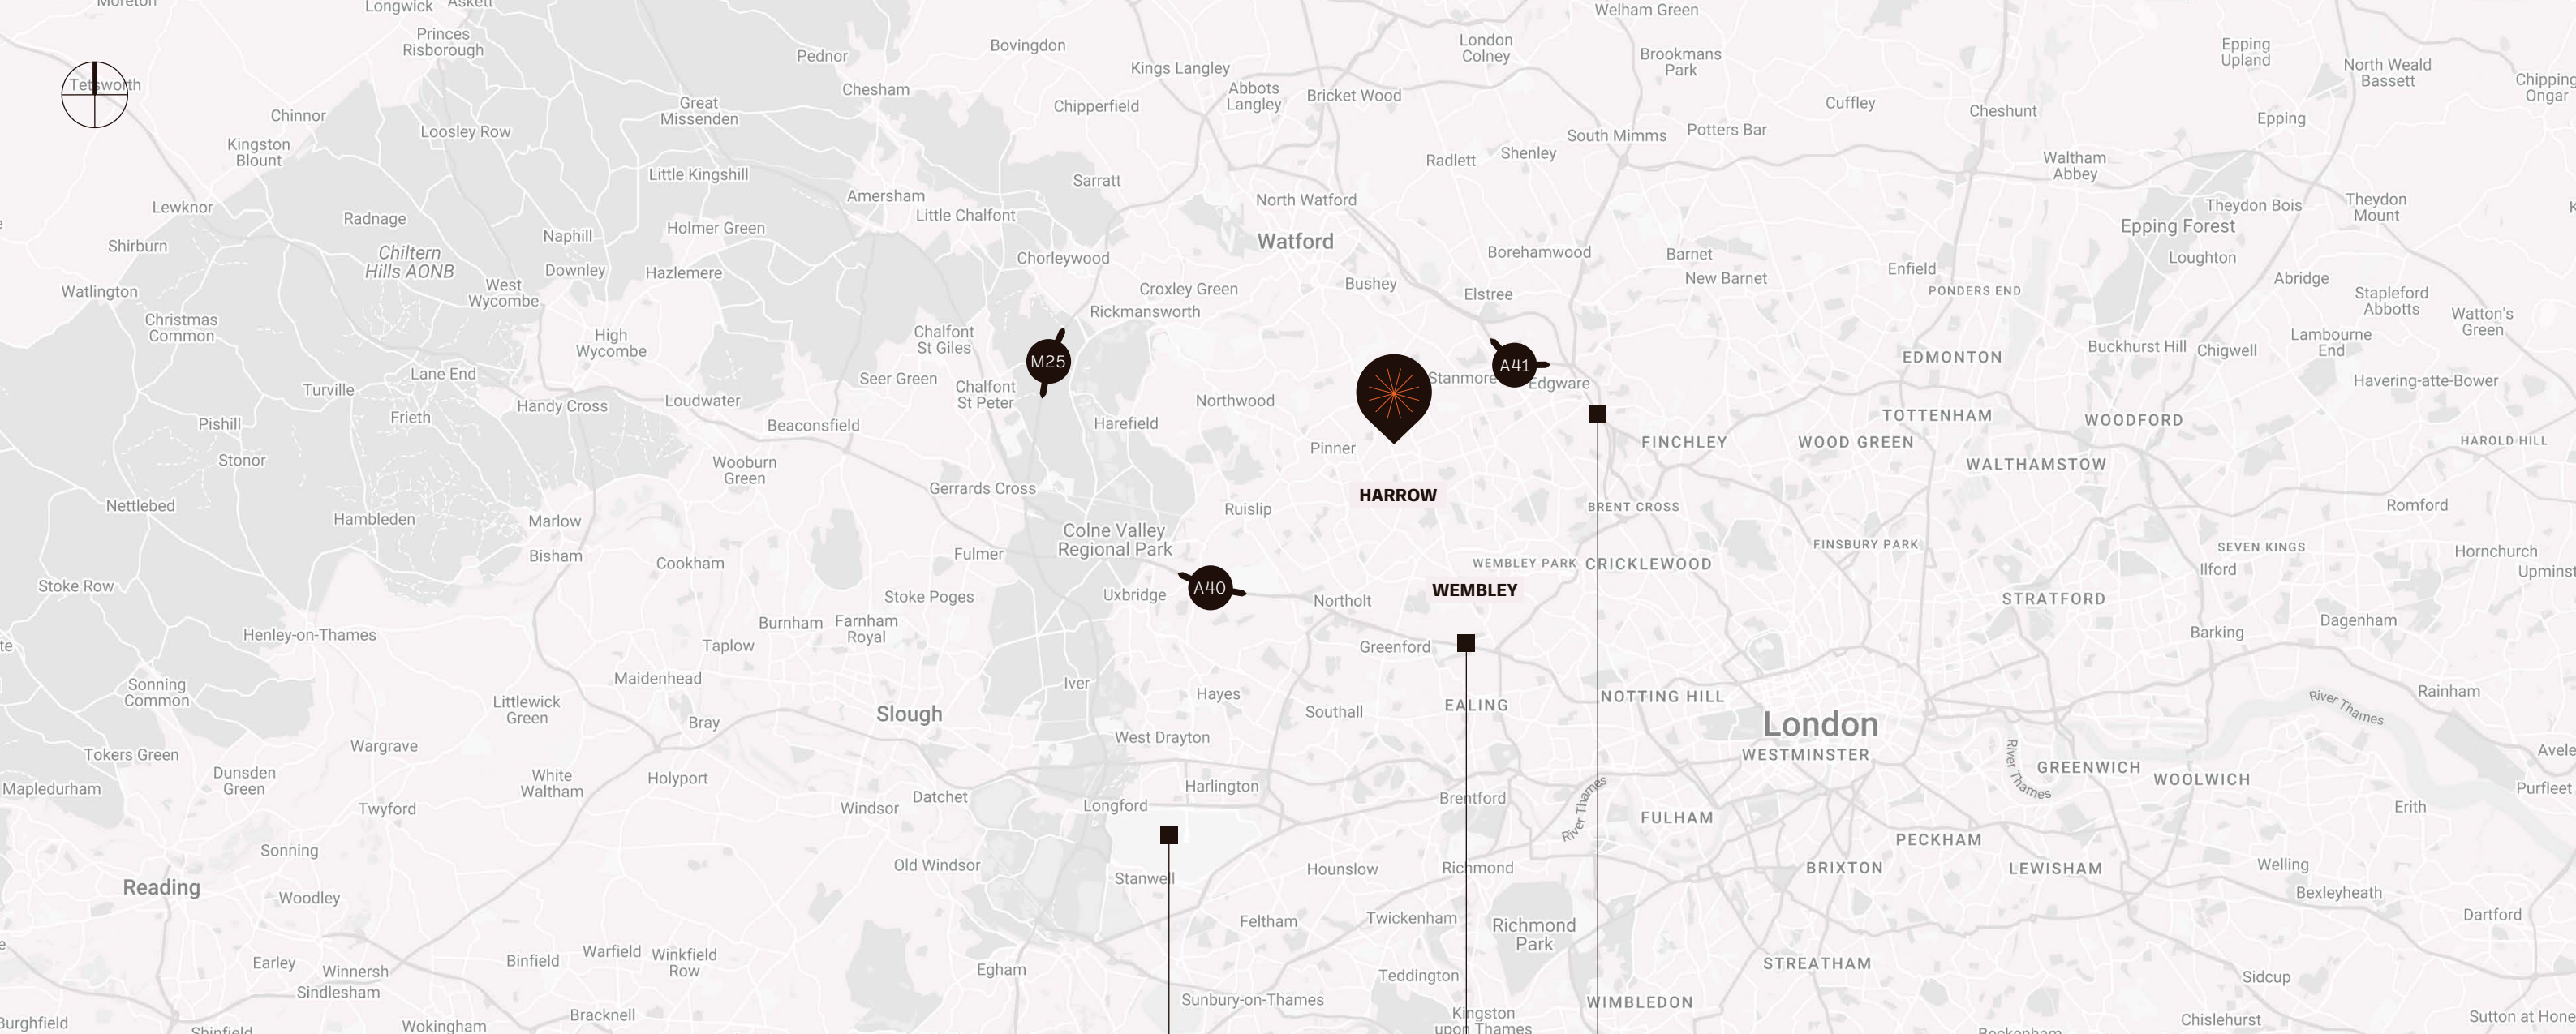 Moreton
Longwick
Askett
Princes
Risborough
Tetsworth
Chinnor
Kingston
Blount
Loosley Row
Great
Missenden
Pednor
Chesham
Bovingdon
Kings Langley
Chipperfield
Abbots
Langley
Bricket Wood
London
Colney
Welham Green
Brookmans
Park
Cuffley
Cheshunt
Epping
Upland
North Weald
Bassett
Chipping
Ongar
Epping
South Mimms
Potters Bar
Shenley
Radlett
Waltham
Abbey
Little Kingshill
Amersham
Little Chalfont
Sarratt
North Watford
Theydon Bois
Theydon
Mount
Epping Forest
Lewknor
Radnage
Shirburn
Naphill
Holmer Green
Chiltern
Hills AONB
Downley
Hazlemere
West
Wycombe
Chorleywood
Watford
Borehamwood
Barnet
New Barnet
Enfield
PONDERS END
Loughton
Abridge
Stapleford
Abbotts
Watton's
Green
Lambourne
End
Watlington
Christmas
Common
High
Wycombe
Croxley Green
Rickmansworth
Bushey
Elstree
Chalfont
St Giles
M25
A41
Stanmore
Edgware
EDMONTON
Buckhurst Hill
Chigwell
Havering-atte-Bower
Lane End
Turville
Handy Cross
Loudwater
Seer Green
Chalfont
St Peter
Northwood
Frieth
Pishill
Beaconsfield
Harefield
Pinner
FINCHLEY
WOOD GREEN
TOTTENHAM
WOODFORD
HAROLD HILL
WALTHAMSTOW
Stonor
Wooburn
Green
Gerrards Cross
HARROW
Nettlebed
Hambleden
Marlow
Bisham
Cookham
Colne Valley
Regional Park
Ruislip
BRENT CROSS
Romford
Fulmer
WEMBLEY PARK
CRICKLEWOOD
FINSBURY PARK
SEVEN KINGS
Hornchurch
Ilford
Upminst
Stoke Row
Stoke Poges
Uxbridge
A40
Northolt
WEMBLEY
STRATFORD
Henley-on-Thames
Taplow
Burnham
Farnham
Royal
Greenford
Barking
Dagenham
Sonning
Common
Maidenhead
Littlewick
Green
Bray
Slough
Iver
Hayes
Southall
EALING
NOTTING HILL
London
WESTMINSTER
River Thames
Rainham
Tokers Green
Wargrave
West Drayton
River Thames
GREENWICH
WOOLWICH
Avele
Purfleet
Mapledurham
Dunsden
Green
White
Waltham
Holyport
Twyford
Windsor
Datchet
Longford
Harlington
Brentford
River Thames
FULHAM
Erith
PECKHAM
Sonning
Old Windsor
Stanwell
Hounslow
Richmond
BRIXTON
LEWISHAM
Welling
Bexleyheath
Reading
Woodley
Feltham
Twickenham
Richmond
Park
Dartford
Earley
Winnersh
Sindlesham
Binfield
Warfield
Winkfield
Row
Egham
Teddington
STREATHAM
Sidcup
Sunbury-on-Thames
Kingston
upon Thames
WIMBLEDON
Burghfield
Shinfield
Wokingham
Bracknell
Beckenham
Chislehurst
Sutton at Hone